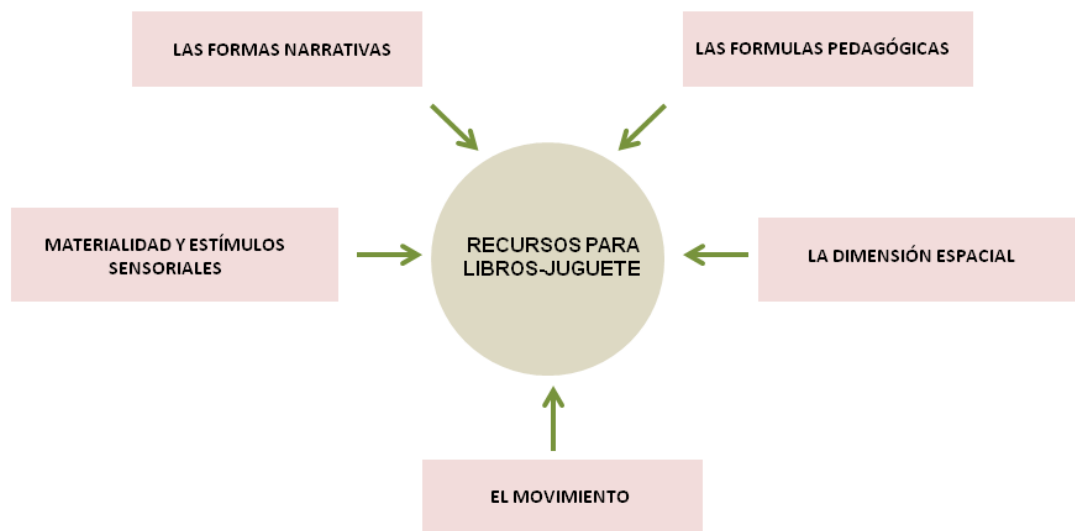 LAS FORMAS NARRATIVAS
LAS FORMULAS PEDAGÓGICAS
MATERIALIDAD Y ESTÍMULOS
SENSORIALES
RECURSOS PARA
LIBROS-JUGUETE
LA DIMENSIÓN ESPACIAL
EL MOVIMIENTO